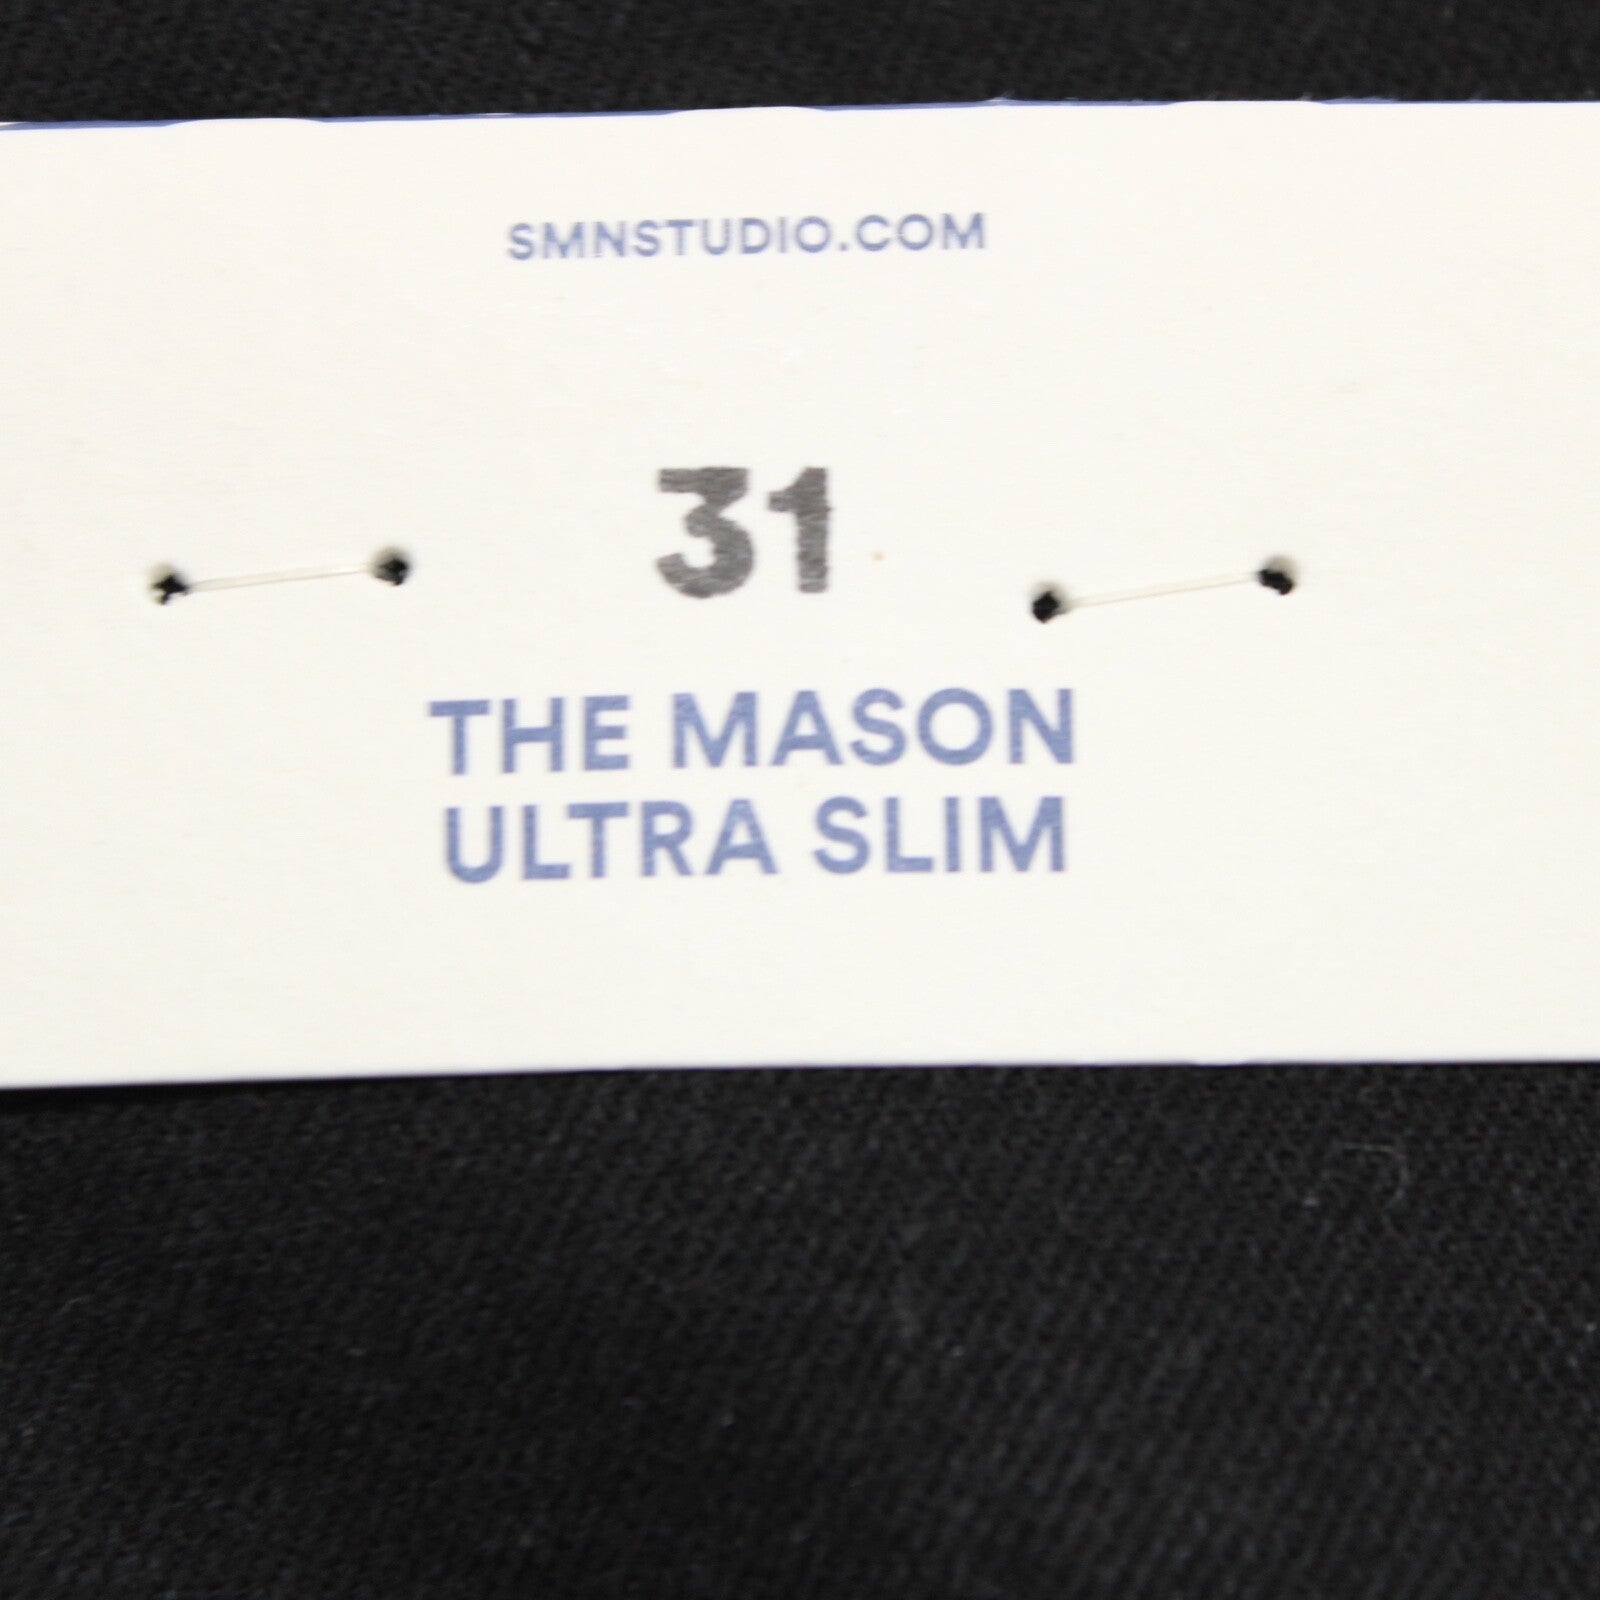 SMNSTUDIO.COM
31
THE MASON
ULTRA SLIM